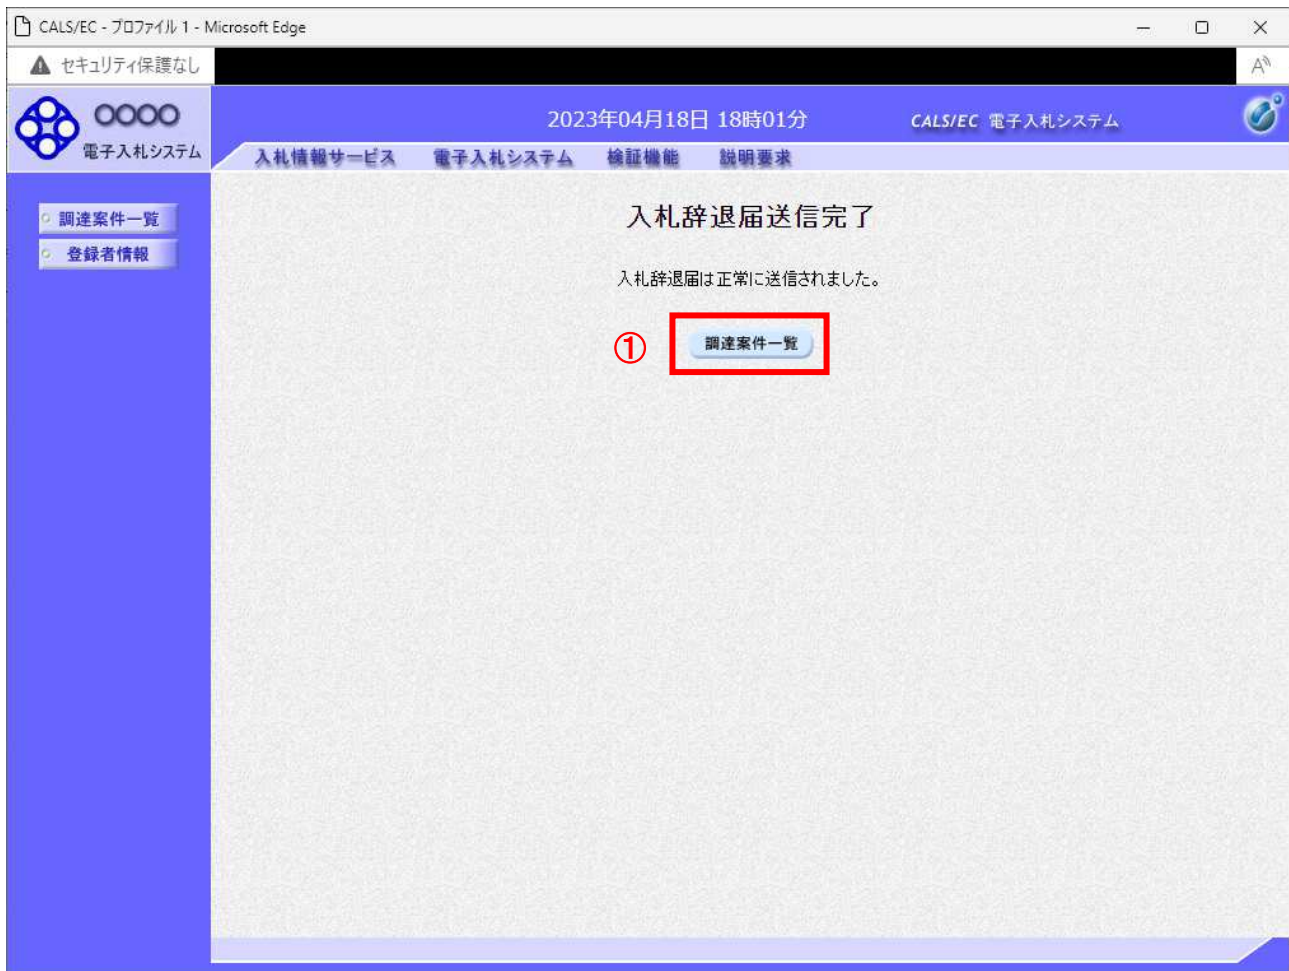 CALS/EC - プロファイル 1 - Microsoft Edge
セキュリティ保護なし
〇〇〇〇
電子入札システム
2023年04月18日 18時01分
CALS/EC 電子入札システム
入札情報サービス 電子入札システム 検証機能 説明要求
調達案件一覧
登録者情報
入札辞退届送信完了
入札辞退届は正常に送信されました。
① 調達案件一覧